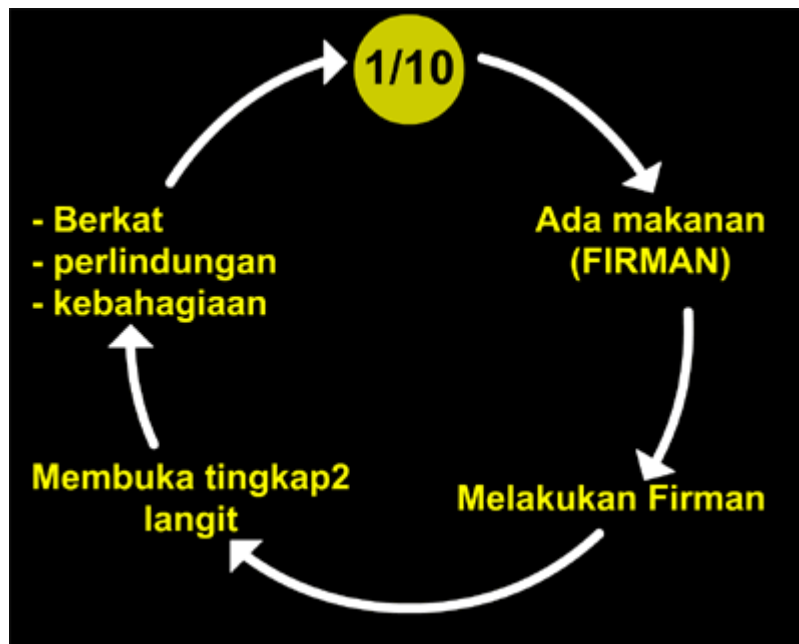 1/10
Ada makanan
(FIRMAN)
Melakukan Firman
Membuka tingkap2
langit
- Berkat
- perlindungan
- kebahagiaan